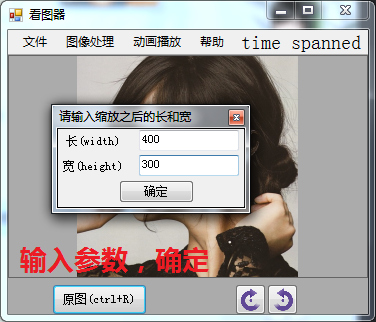 看图器
文件 图像处理 动画播放 帮助 time spanned
请输入缩放之后的长和宽
长(width) 400
宽(height) 300
确定
输入参数，确定
原图(ctrl+R)